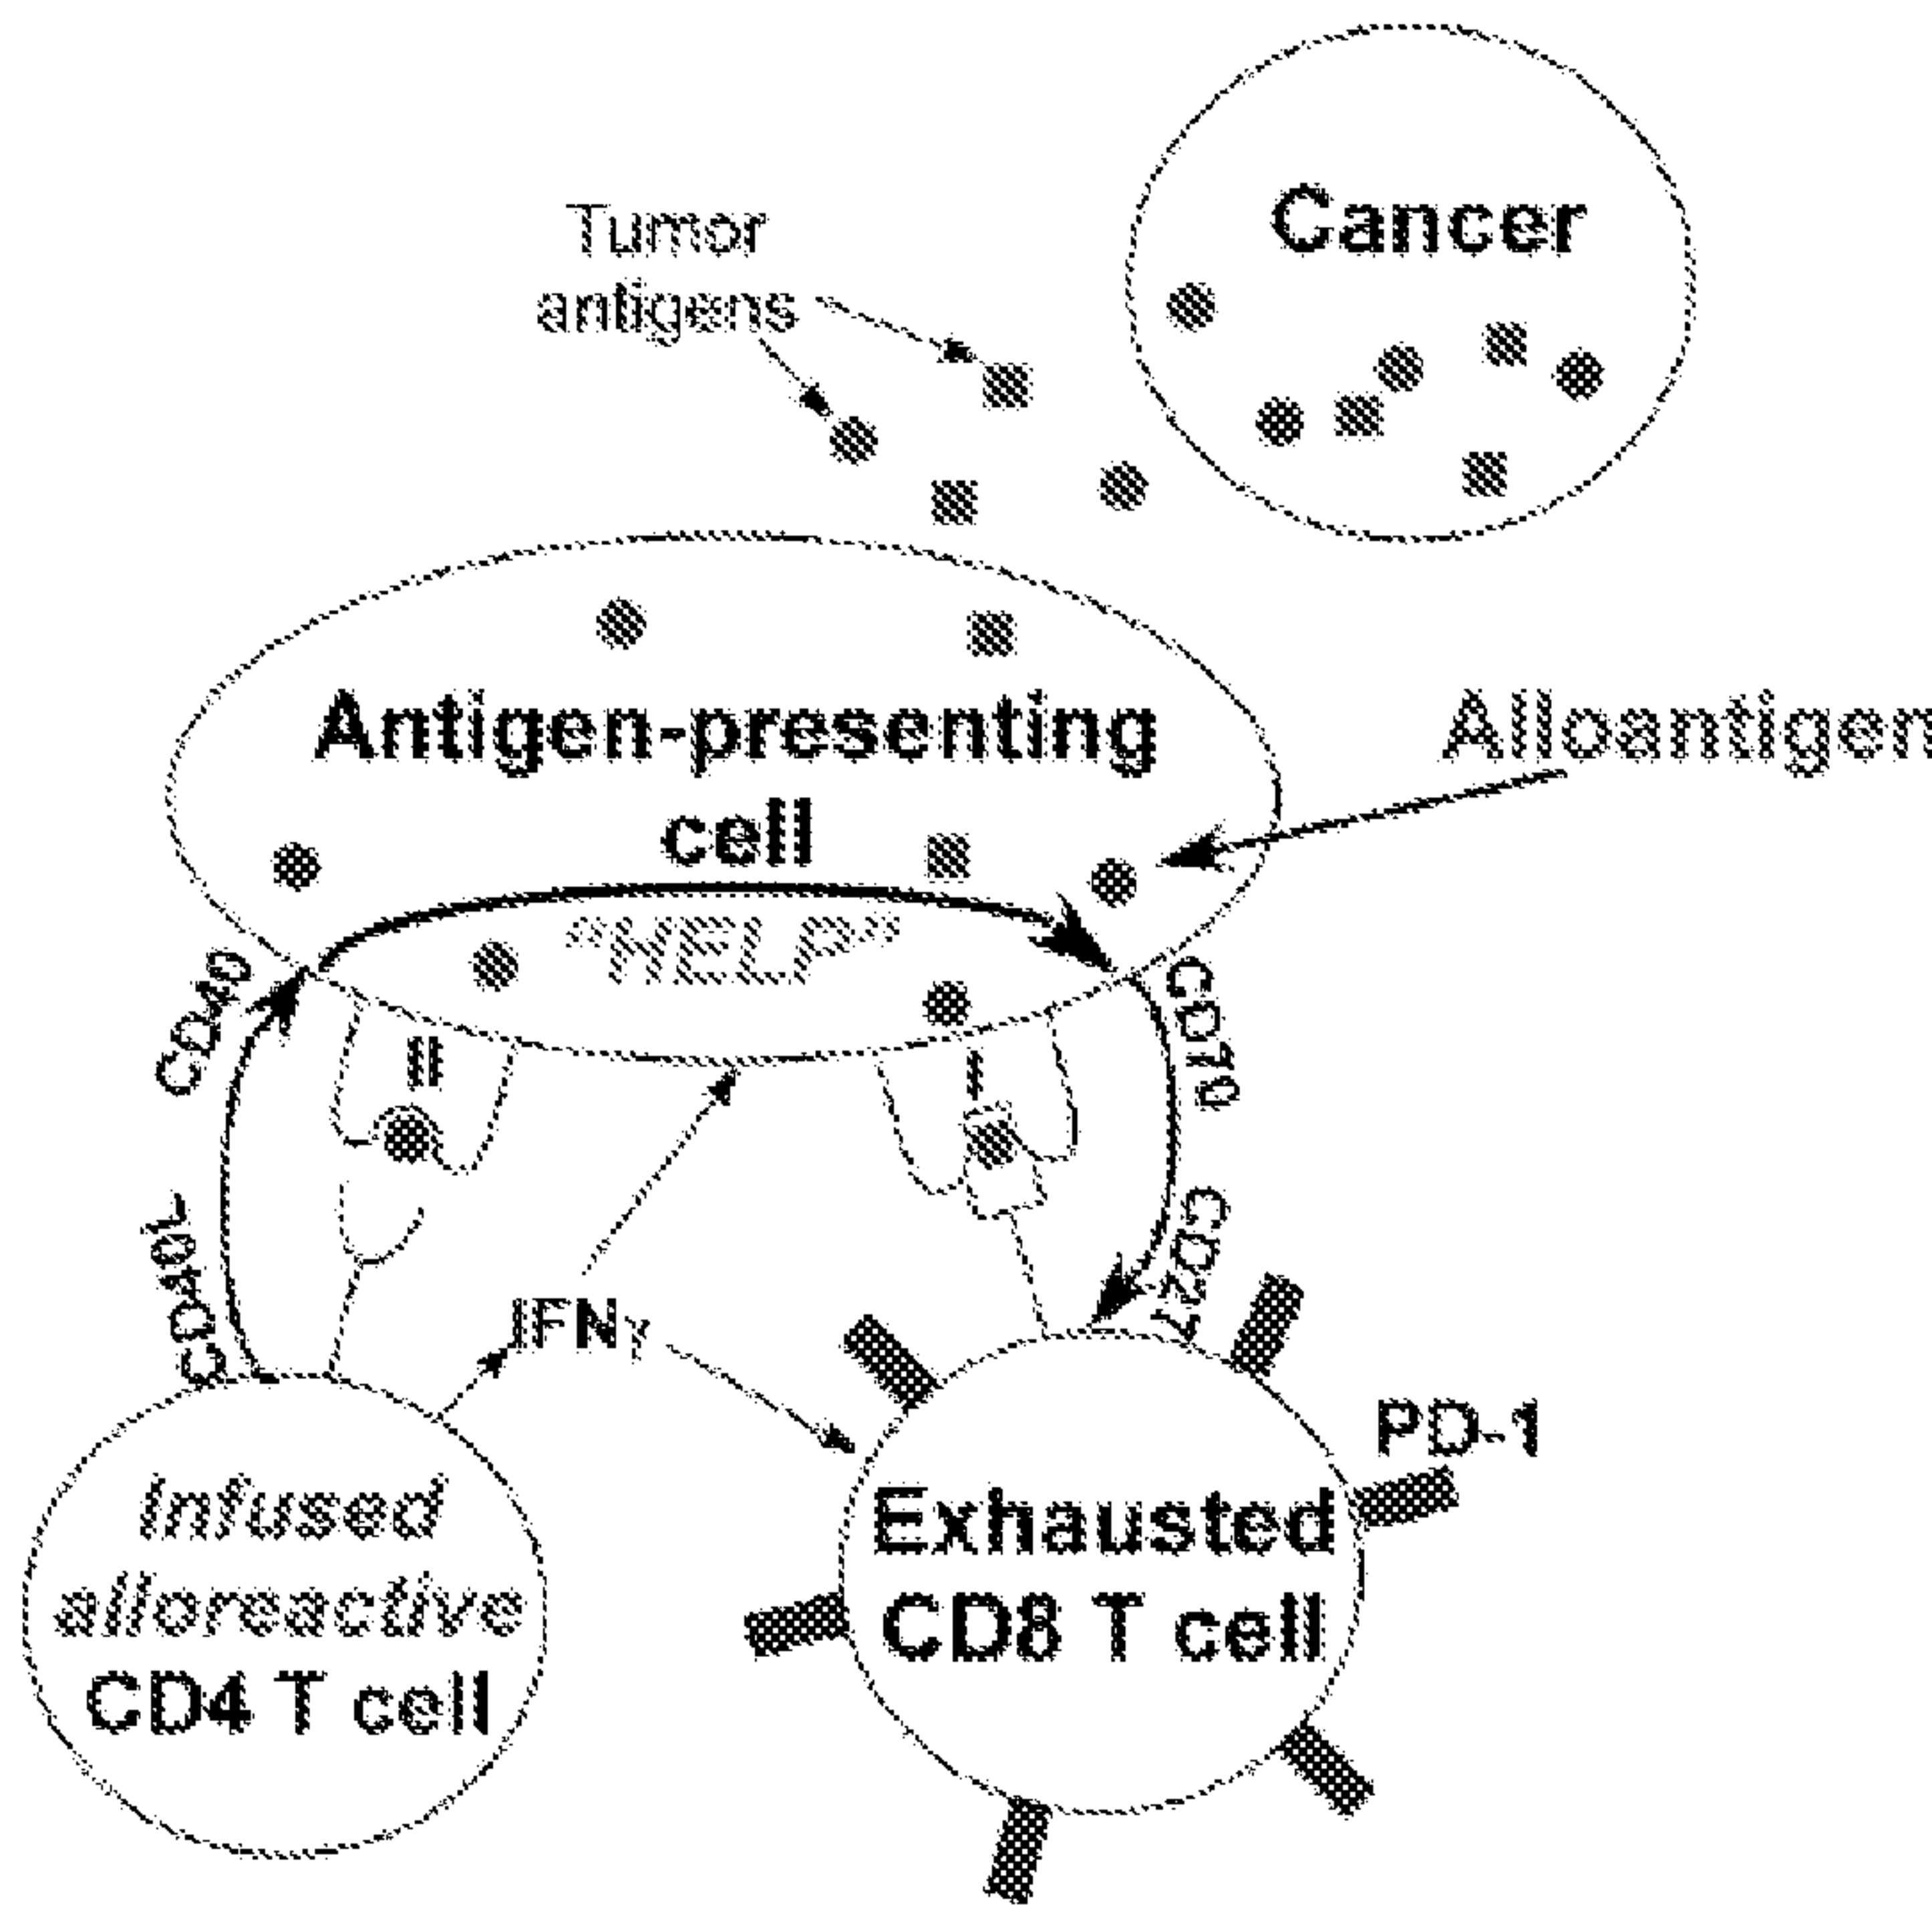 Cancer
Tumor
antigens
Antigen-presenting
cell
Alloantigen
"HELP"
CD40
CD70
II
I
CD40L
CD27
IFNγ
PD-1
Infused
alloreactive
CD4 T cell
Exhausted
CD8 T cell